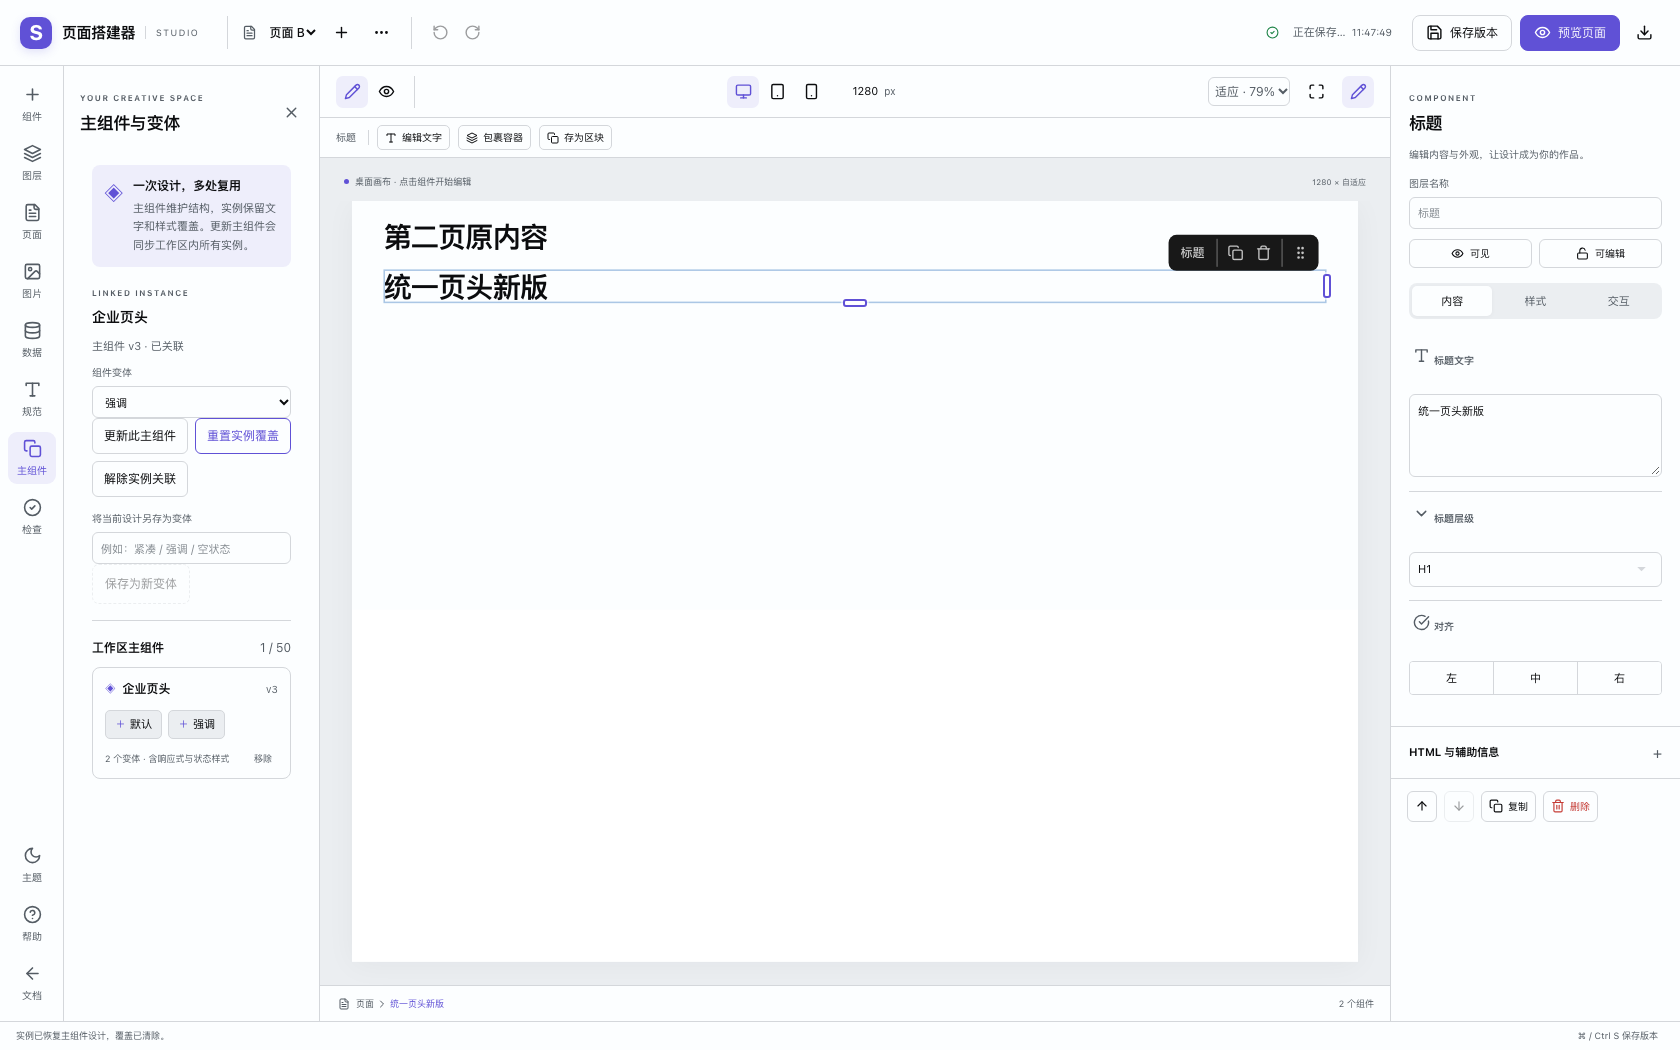 S 页面搭建器 STUDIO 页面 B
正在保存... 11:47:49 保存版本 预览页面
组件
图层
页面
图片
数据
规范
主组件
检查
主题
帮助
文档
YOUR CREATIVE SPACE
主组件与变体
一次设计，多处复用
主组件维护结构，实例保留文
字和样式覆盖。更新主组件会
同步工作区内所有实例。
LINKED INSTANCE
企业页头
主组件 v3 · 已关联
组件变体
强调
更新此主组件 重置实例覆盖
解除实例关联
将当前设计另存为变体
例如：紧凑 / 强调 / 空状态
保存为新变体
工作区主组件 1 / 50
企业页头 v3
+ 默认 + 强调
2 个变体 · 含响应式与状态样式 移除
1280 px 适应 · 79%
标题 编辑文字 包裹容器 存为区块
桌面画布 · 点击组件开始编辑 1280 × 自适应
第二页原内容
标题
统一页头新版
页面 统一页头新版 2 个组件
COMPONENT
标题
编辑内容与外观，让设计成为你的作品。
图层名称
标题
可见 可编辑
内容 样式 交互
标题文字
统一页头新版
标题层级
H1
对齐
左 中 右
HTML 与辅助信息 +
复制 删除
实例已恢复主组件设计，覆盖已清除。 ⌘ / Ctrl S 保存版本